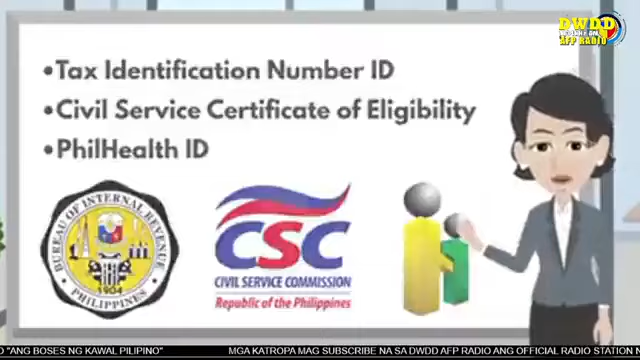 DWDD
AFP RADIO
•Tax Identification Number ID
•Civil Service Certificate of Eligibility
•PhilHealth ID
BUREAU OF INTERNAL REVENUE
1904
PHILIPPINES
CSC
CIVIL SERVICE COMMISSION
Republic of the Philippines
"ANG BOSES NG KAWAL PILIPINO" MGA KATROPA MAG SUBSCRIBE NA SA DWDD AFP RADIO ANG OFFICIAL RADIO STATION